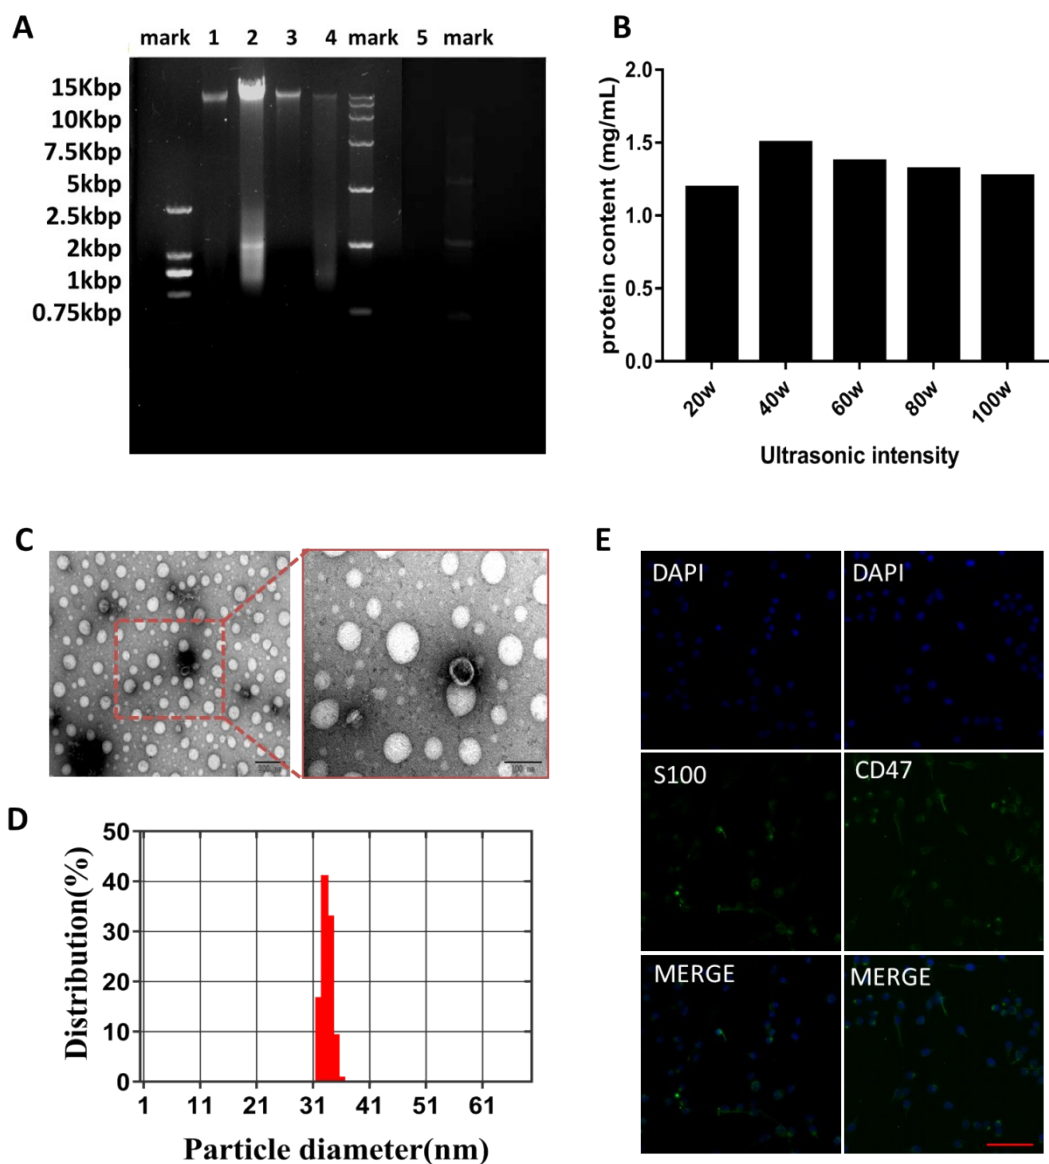 A
mark 1 2 3 4 mark 5 mark
15Kbp
10Kbp
7.5Kbp
5kbp
2.5kbp
2kbp
1kbp
0.75kbp
B
protein content (mg/mL)
2.0
1.5
1.0
0.5
0.0
20w 40w 60w 80w 100w
Ultrasonic intensity
C
D
Distribution(%)
50
40
30
20
10
0
1 11 21 31 41 51 61
Particle diameter(nm)
E
DAPI DAPI
S100 CD47
MERGE MERGE